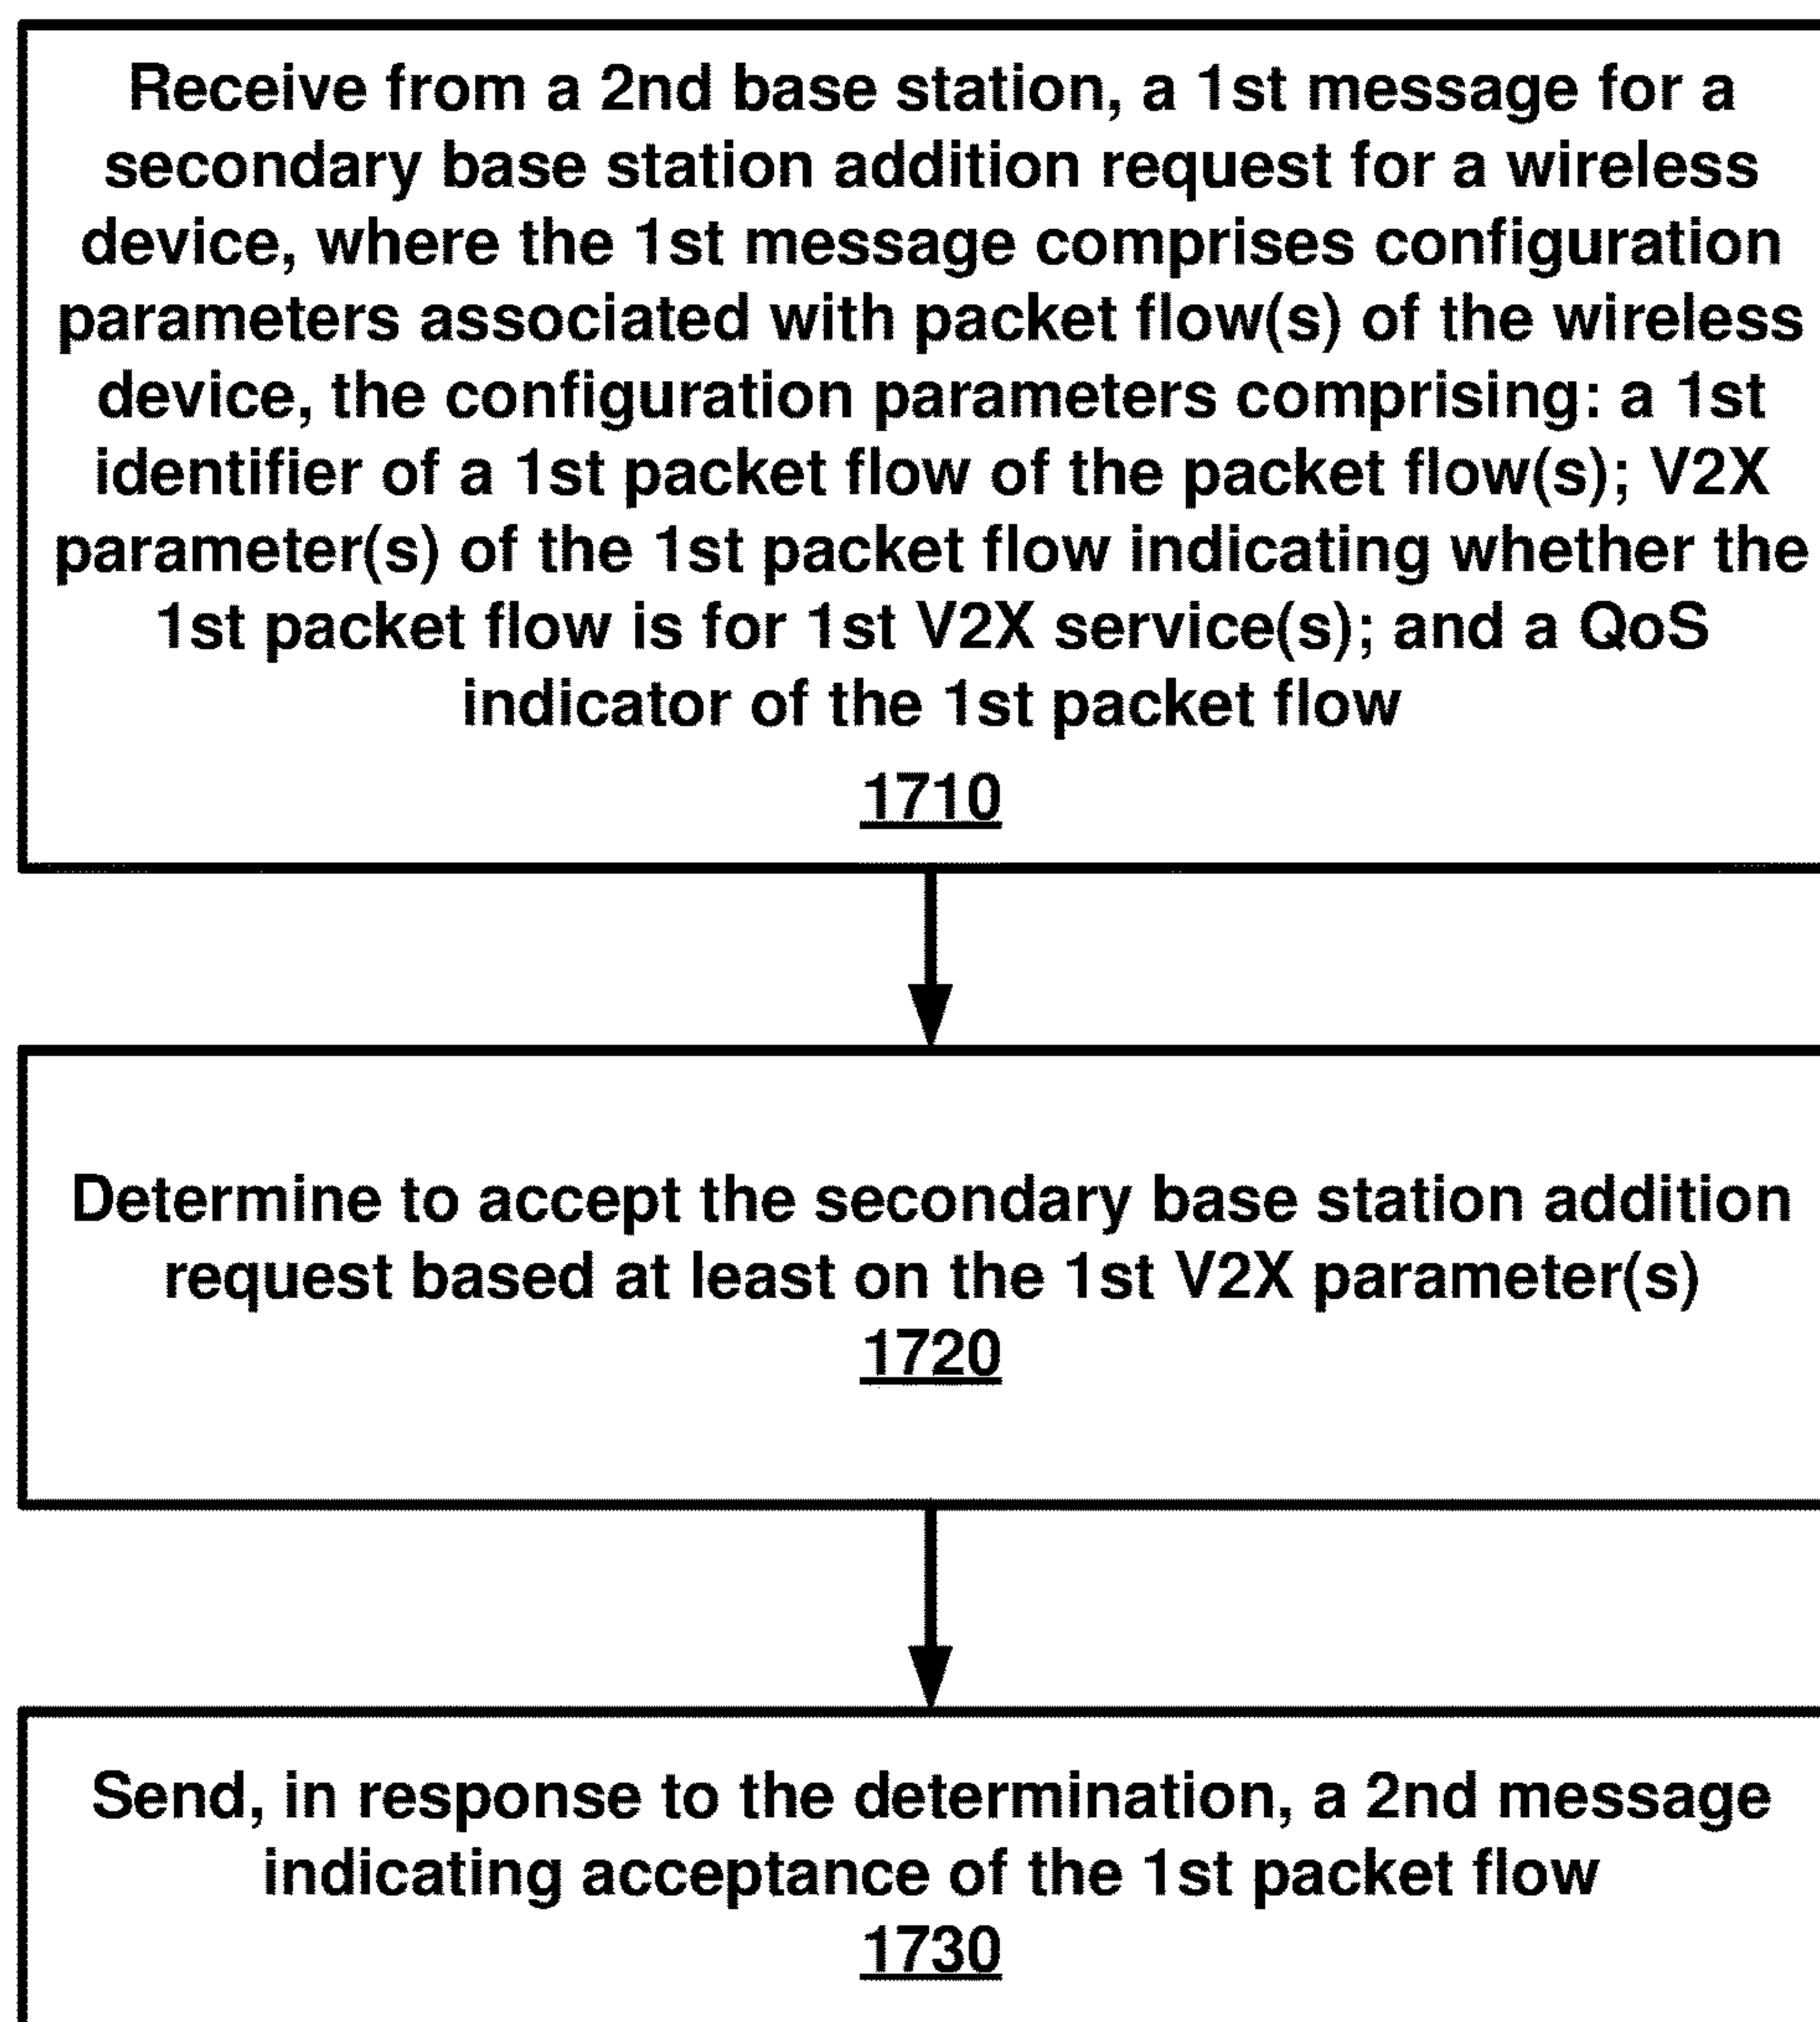 Receive from a 2nd base station, a 1st message for a
secondary base station addition request for a wireless
device, where the 1st message comprises configuration
parameters associated with packet flow(s) of the wireless
device, the configuration parameters comprising: a 1st
identifier of a 1st packet flow of the packet flow(s); V2X
parameter(s) of the 1st packet flow indicating whether the
1st packet flow is for 1st V2X service(s); and a QoS
indicator of the 1st packet flow
1710
Determine to accept the secondary base station addition
request based at least on the 1st V2X parameter(s)
1720
Send, in response to the determination, a 2nd message
indicating acceptance of the 1st packet flow
1730